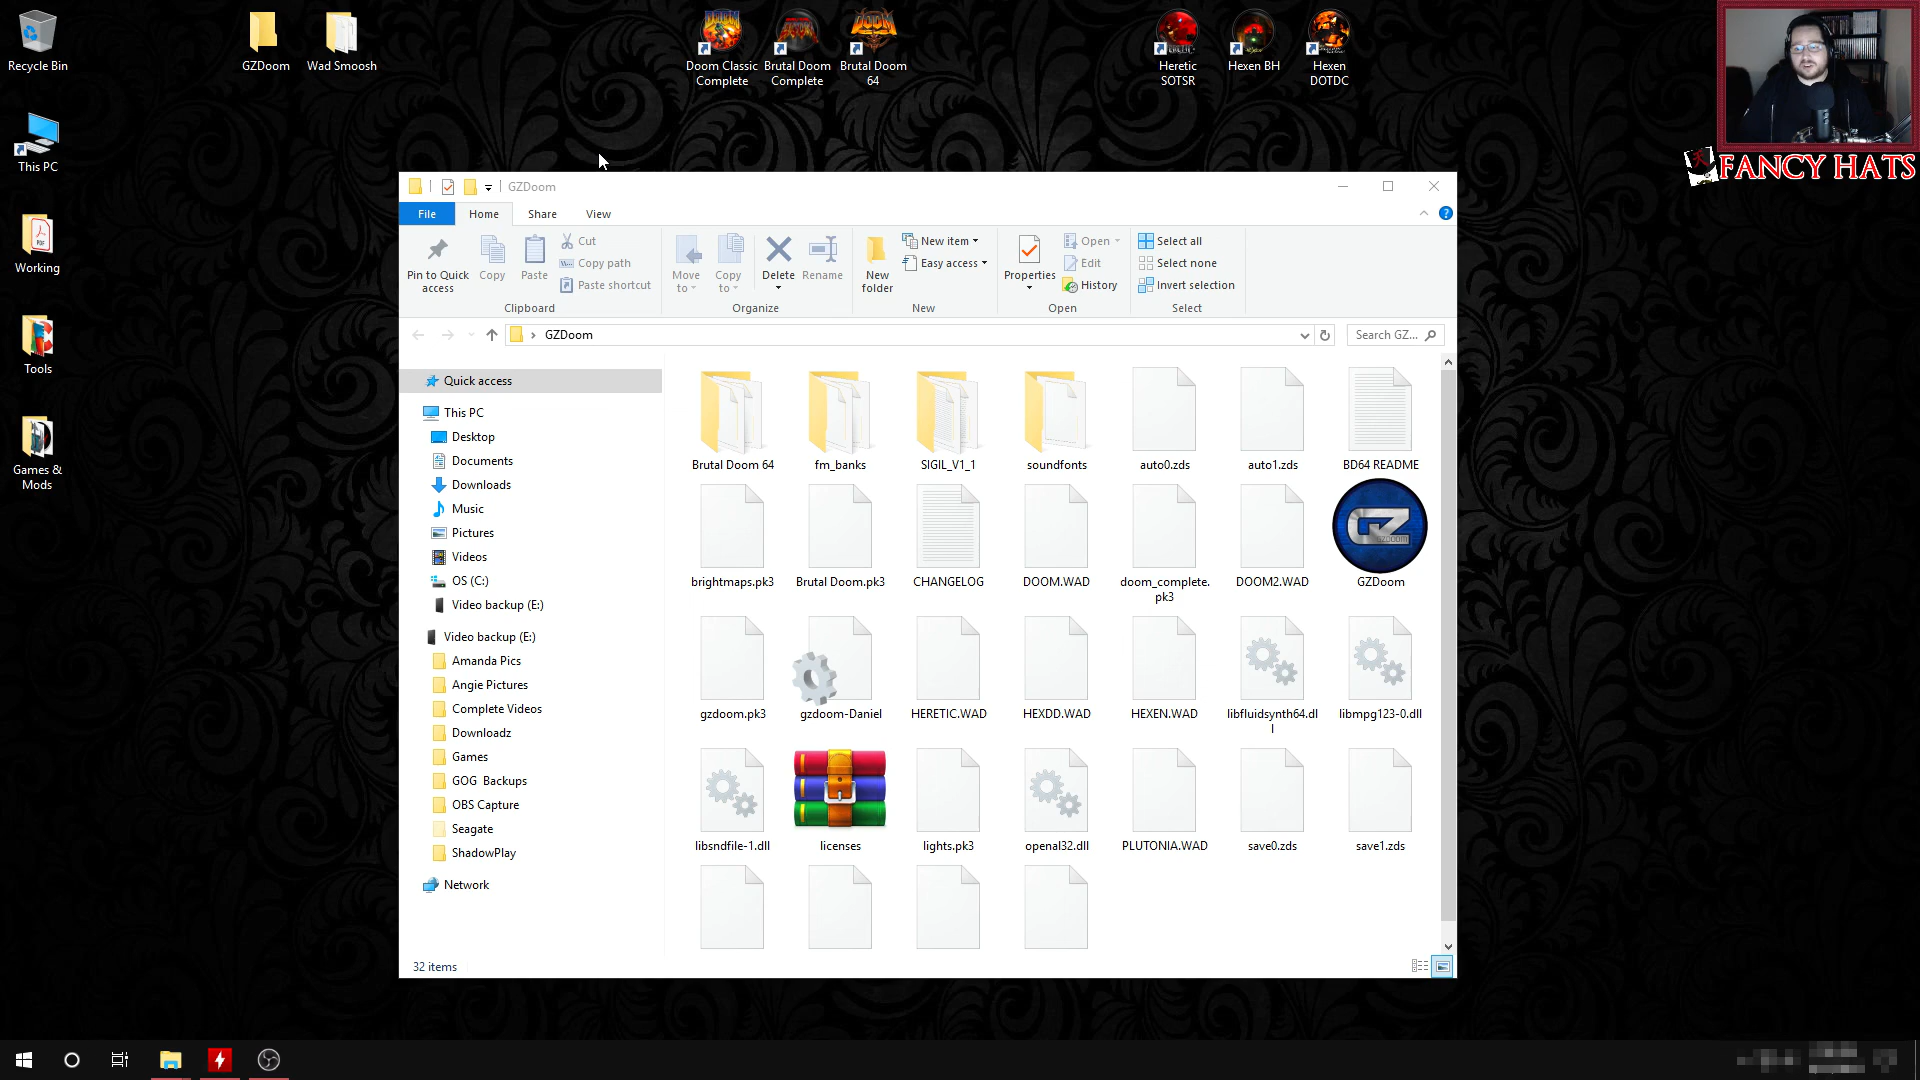 Recycle Bin
GZDoom
Wad Smoosh
Doom Classic
Complete
Brutal Doom
Complete
Brutal Doom
64
Heretic
SOTSR
Hexen BH
Hexen
DOTDC
FANCY HATS
This PC
Working
Tools
Games &
Mods
GZDoom
File
Home
Share
View
Pin to Quick
access
Copy
Paste
Cut
Copy path
Paste shortcut
Clipboard
Move
to
Copy
to
Delete
Rename
Organize
New
folder
New item
Easy access
New
Properties
Open
Edit
History
Open
Select all
Select none
Invert selection
Select
GZDoom
Search GZ...
Quick access
This PC
Desktop
Documents
Downloads
Music
Pictures
Videos
OS (C:)
Video backup (E:)
Video backup (E:)
Amanda Pics
Angie Pictures
Complete Videos
Downloadz
Games
GOG Backups
OBS Capture
Seagate
ShadowPlay
Network
Brutal Doom 64
fm_banks
SIGIL_V1_1
soundfonts
auto0.zds
auto1.zds
BD64 README
brightmaps.pk3
Brutal Doom.pk3
CHANGELOG
DOOM.WAD
doom_complete.
pk3
DOOM2.WAD
GZDoom
gzdoom.pk3
gzdoom-Daniel
HERETIC.WAD
HEXDD.WAD
HEXEN.WAD
libfluidsynth64.dl
l
libmpg123-0.dll
libsndfile-1.dll
licenses
lights.pk3
openal32.dll
PLUTONIA.WAD
save0.zds
save1.zds
32 items